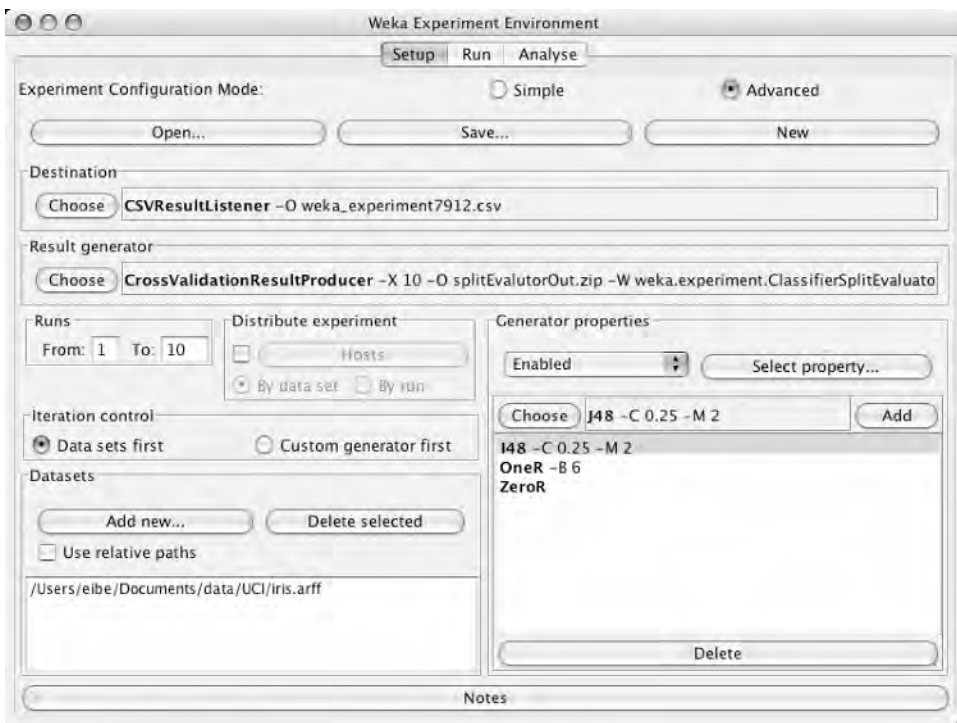 Weka Experiment Environment
Setup Run Analyse
Experiment Configuration Mode: Simple Advanced
Open... Save... New
Destination
Choose CSVResultListener -O weka_experiment7912.csv
Result generator
Choose CrossValidationResultProducer -X 10 -O splitEvalutorOut.zip -W weka.experiment.ClassifierSplitEvaluato
Runs
From: 1 To: 10
Distribute experiment
Hosts
By data set By run
Generator properties
Enabled Select property...
Choose J48 -C 0.25 -M 2 Add
J48 -C 0.25 -M 2
OneR -B 6
ZeroR
Delete
Iteration control
Data sets first Custom generator first
Datasets
Add new... Delete selected
Use relative paths
/Users/eibe/Documents/data/UCI/iris.arff
Notes